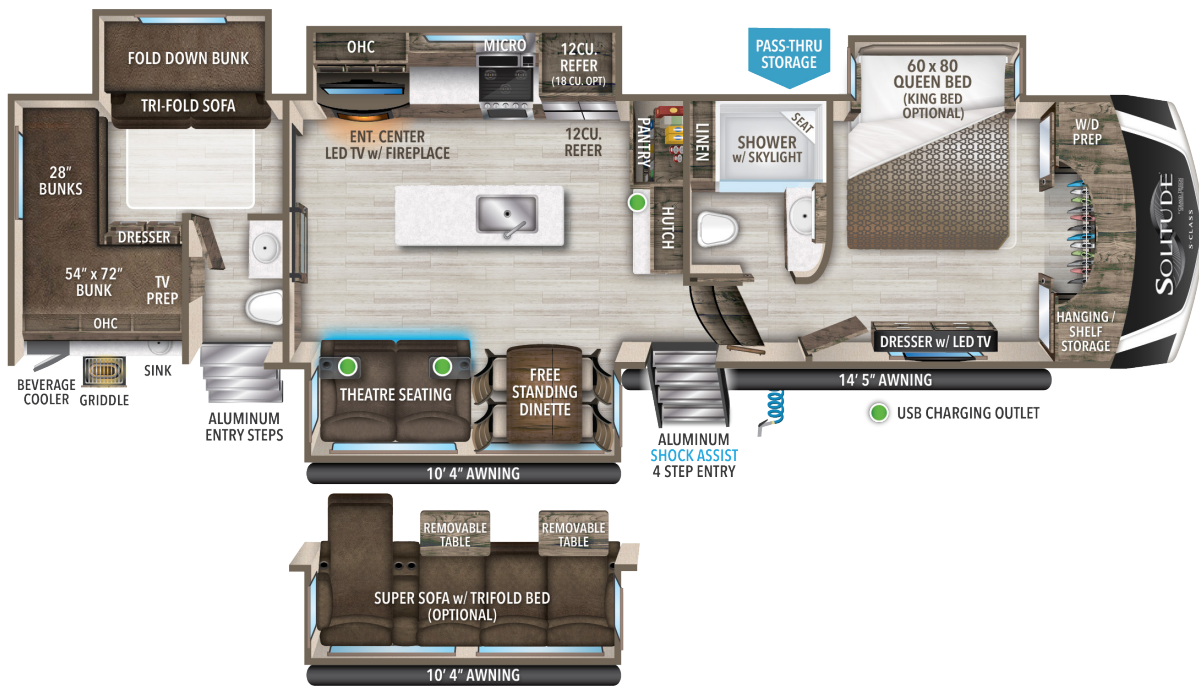 FOLD DOWN BUNK
TRI-FOLD SOFA
28"
BUNKS
DRESSER
54" x 72"
BUNK
TV
PREP
OHC
BEVERAGE
COOLER
GRIDDLE
SINK
ALUMINUM
ENTRY STEPS
OHC
MICRO
12CU.
REFER
(18 CU. OPT)
ENT. CENTER
LED TV w/ FIREPLACE
12CU.
REFER
PANTRY
HUTCH
LINEN
SHOWER
w/ SKYLIGHT
SEAT
PASS-THRU
STORAGE
60 x 80
QUEEN BED
(KING BED
OPTIONAL)
W/D
PREP
HANGING /
SHELF
STORAGE
DRESSER w/ LED TV
SOLITUDE
S CLASS
THEATRE SEATING
FREE
STANDING
DINETTE
14' 5" AWNING
USB CHARGING OUTLET
ALUMINUM
SHOCK ASSIST
4 STEP ENTRY
10' 4" AWNING
REMOVABLE
TABLE
REMOVABLE
TABLE
SUPER SOFA w/ TRIFOLD BED
(OPTIONAL)
10' 4" AWNING